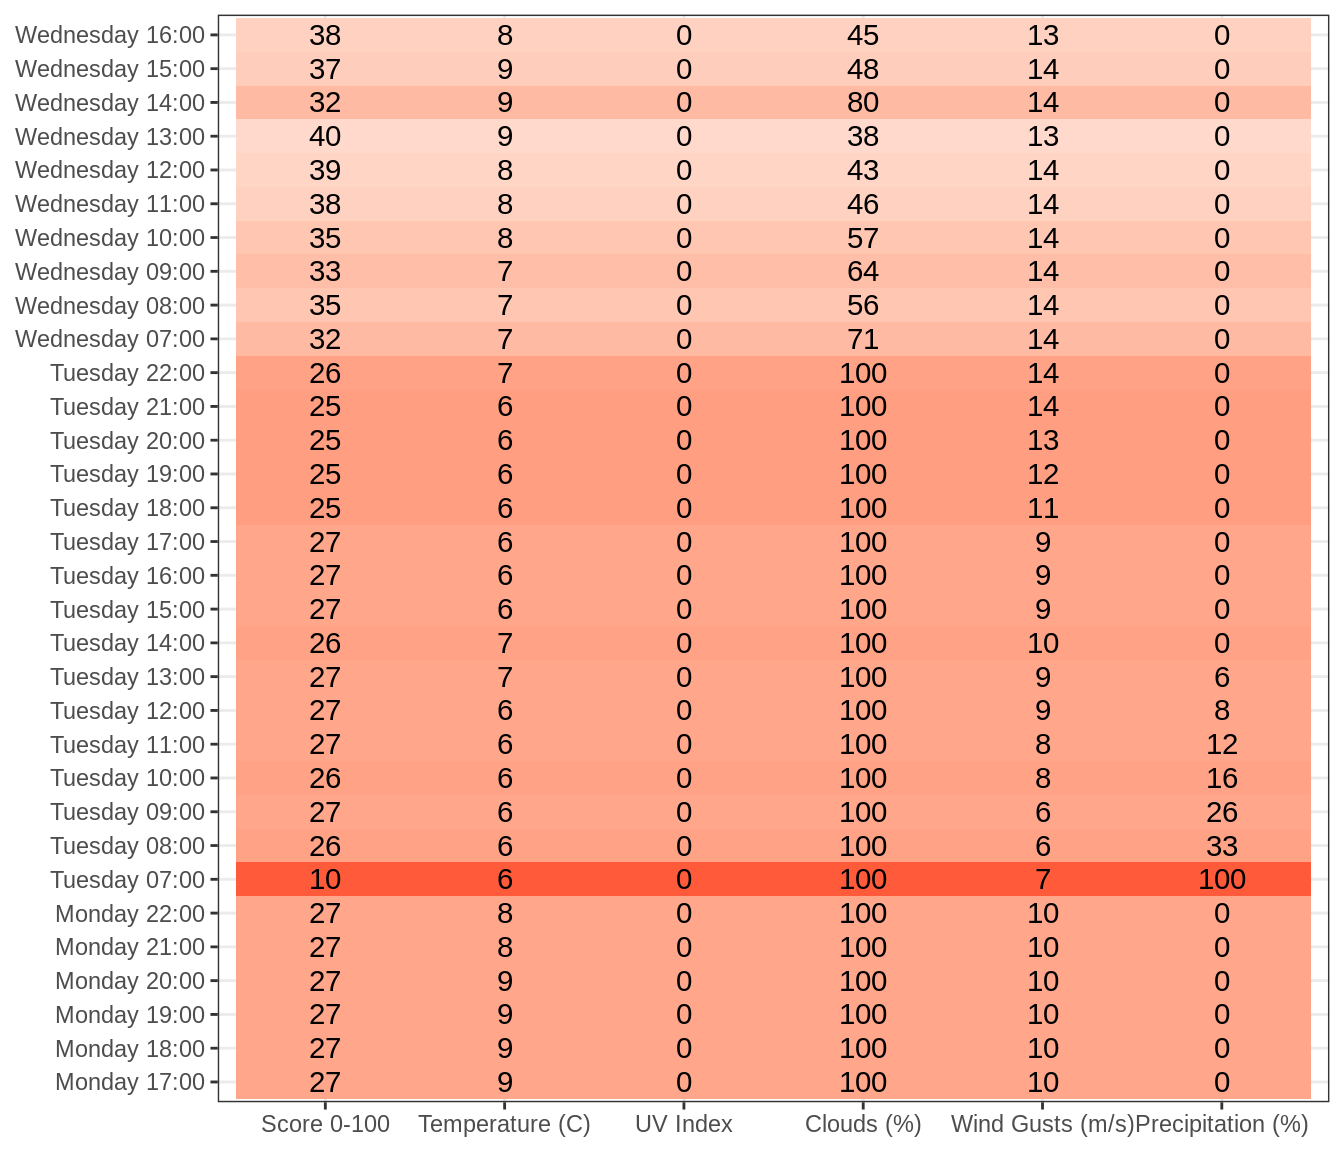 Wednesday 16:00 38 8 0 45 13 0
Wednesday 15:00 37 9 0 48 14 0
Wednesday 14:00 32 9 0 80 14 0
Wednesday 13:00 40 9 0 38 13 0
Wednesday 12:00 39 8 0 43 14 0
Wednesday 11:00 38 8 0 46 14 0
Wednesday 10:00 35 8 0 57 14 0
Wednesday 09:00 33 7 0 64 14 0
Wednesday 08:00 35 7 0 56 14 0
Wednesday 07:00 32 7 0 71 14 0
Tuesday 22:00 26 7 0 100 14 0
Tuesday 21:00 25 6 0 100 14 0
Tuesday 20:00 25 6 0 100 13 0
Tuesday 19:00 25 6 0 100 12 0
Tuesday 18:00 25 6 0 100 11 0
Tuesday 17:00 27 6 0 100 9 0
Tuesday 16:00 27 6 0 100 9 0
Tuesday 15:00 27 6 0 100 9 0
Tuesday 14:00 26 7 0 100 10 0
Tuesday 13:00 27 7 0 100 9 6
Tuesday 12:00 27 6 0 100 9 8
Tuesday 11:00 27 6 0 100 8 12
Tuesday 10:00 26 6 0 100 8 16
Tuesday 09:00 27 6 0 100 6 26
Tuesday 08:00 26 6 0 100 6 33
Tuesday 07:00 10 6 0 100 7 100
Monday 22:00 27 8 0 100 10 0
Monday 21:00 27 8 0 100 10 0
Monday 20:00 27 9 0 100 10 0
Monday 19:00 27 9 0 100 10 0
Monday 18:00 27 9 0 100 10 0
Monday 17:00 27 9 0 100 10 0
Score 0-100 Temperature (C) UV Index Clouds (%) Wind Gusts (m/s) Precipitation (%)